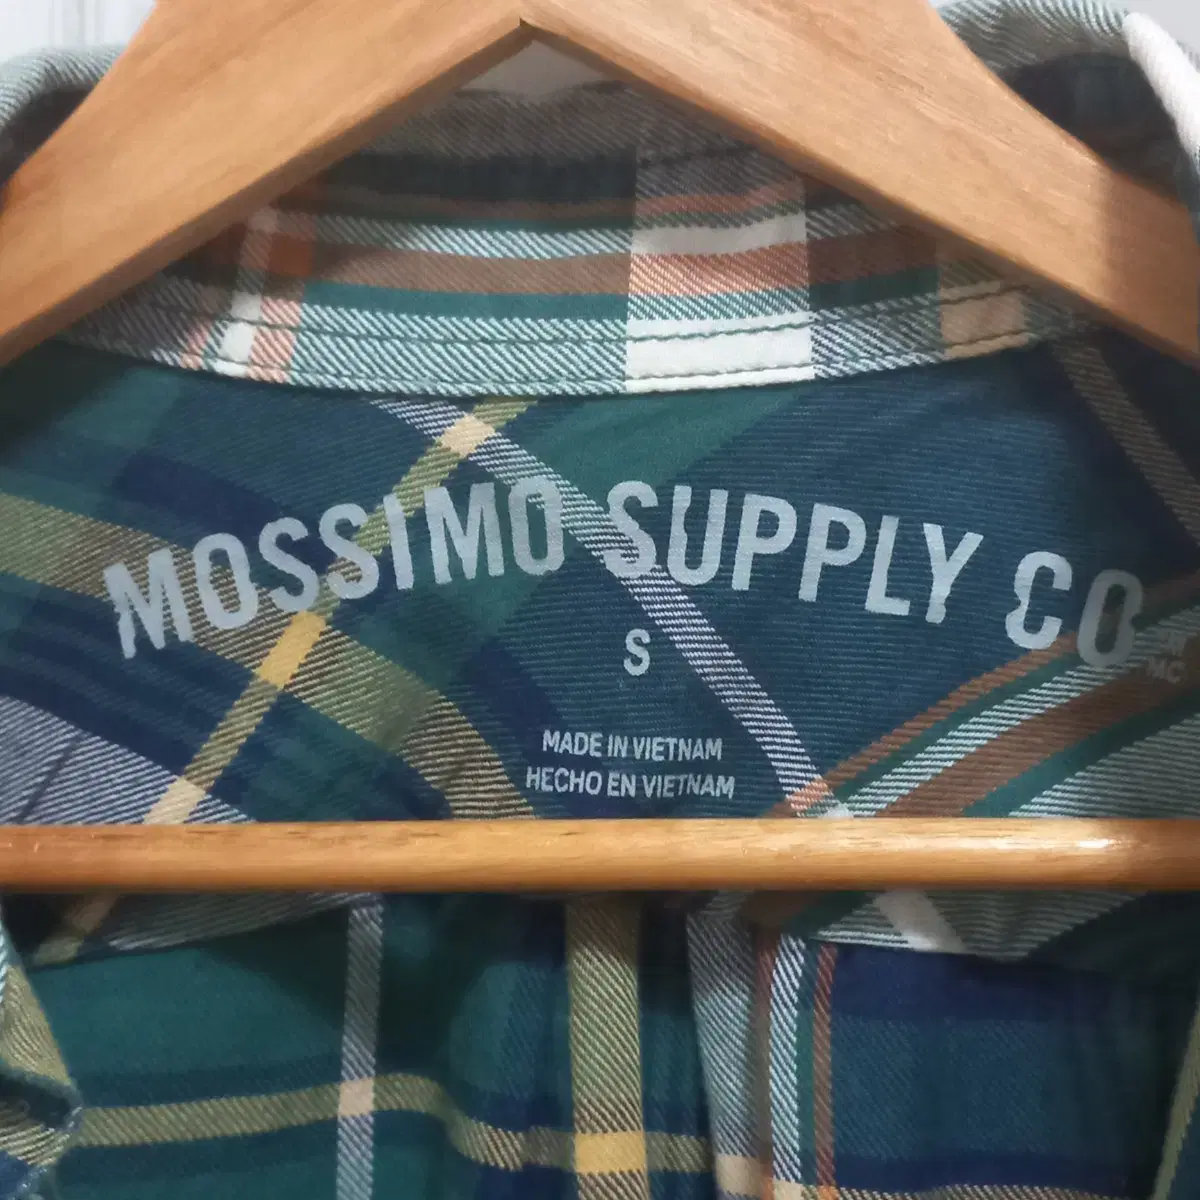 MOSSIMO SUPPLY CO
S
MADE IN VIETNAM
HECHO EN VIETNAM